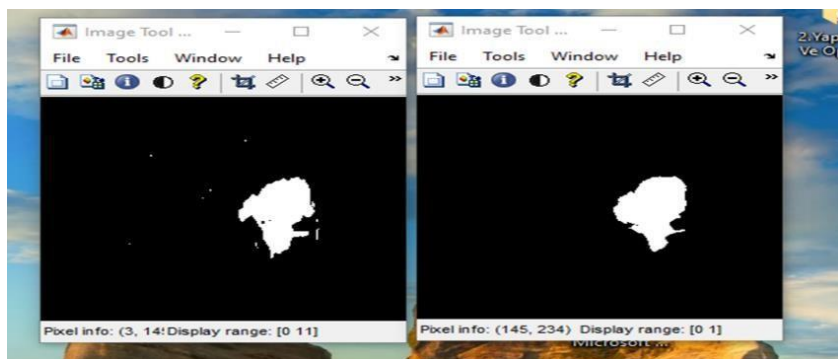 Image Tool ...
File Tools Window Help
Pixel info: (3, 14! Display range: [0 11]
Image Tool ...
File Tools Window Help
Pixel info: (145, 234) Display range: [0 1]
2.Yap
Ve O
Microsoft ...